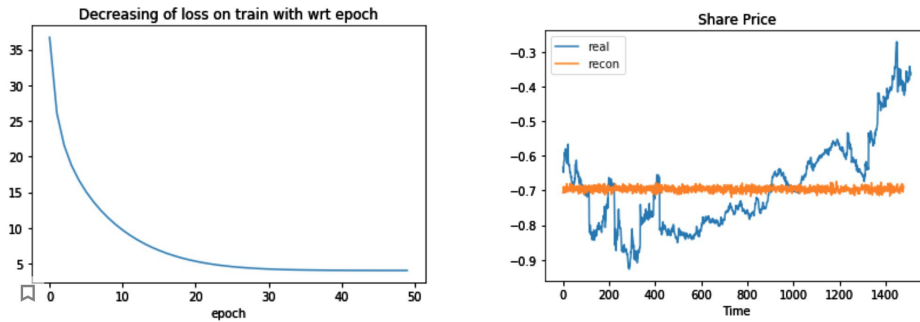 Decreasing of loss on train with wrt epoch
35
30
25
20
15
10
5
0 10 20 30 40 50
epoch
Share Price
real
recon
−0.3
−0.4
−0.5
−0.6
−0.7
−0.8
−0.9
0 200 400 600 800 1000 1200 1400
Time